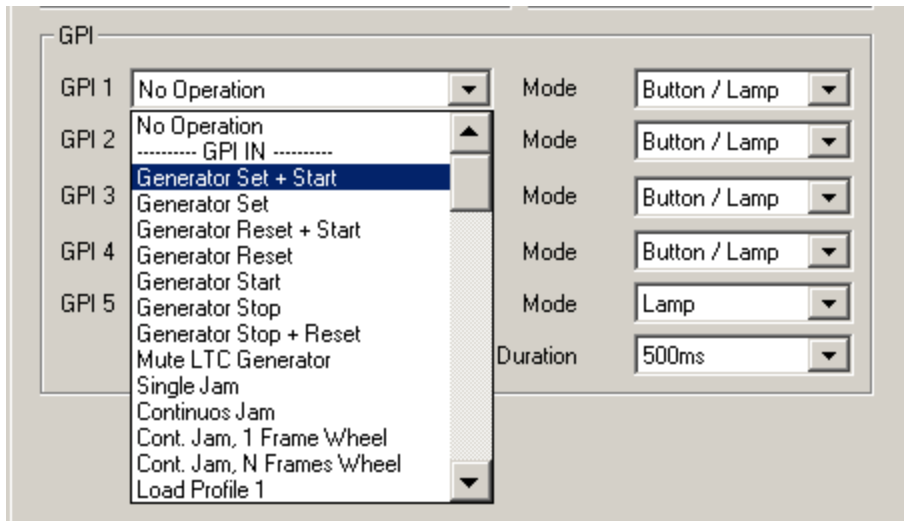 GPI
GPI 1 No Operation Mode Button / Lamp
No Operation
GPI 2 Mode Button / Lamp
---------- GPI IN ----------
Generator Set + Start
GPI 3 Generator Set Mode Button / Lamp
Generator Reset + Start
GPI 4 Generator Reset Mode Button / Lamp
Generator Start
GPI 5 Generator Stop Mode Lamp
Generator Stop + Reset
Mute LTC Generator Duration 500ms
Single Jam
Continuos Jam
Cont. Jam, 1 Frame Wheel
Cont. Jam, N Frames Wheel
Load Profile 1